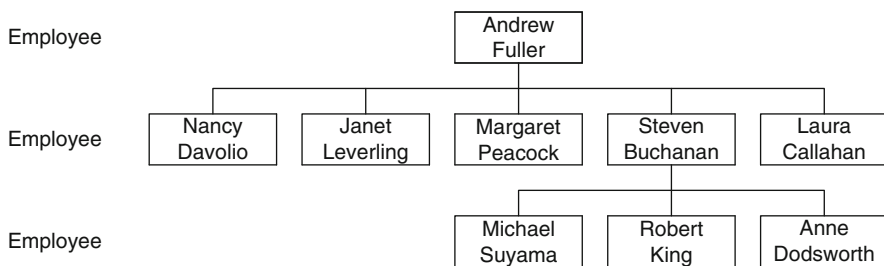 Employee
Andrew
Fuller
Employee
Nancy
Davolio
Janet
Leverling
Margaret
Peacock
Steven
Buchanan
Laura
Callahan
Employee
Michael
Suyama
Robert
King
Anne
Dodsworth